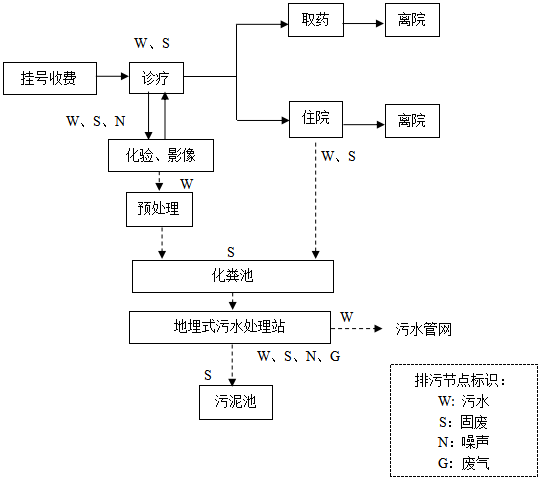 取药
离院
W、S
挂号收费
诊疗
W、S、N
住院
离院
化验、影像
W、S
W
预处理
S
化粪池
地埋式污水处理站
W
污水管网
W、S、N、G
S
污泥池
排污节点标识：
W: 污水
S: 固废
N: 噪声
G: 废气